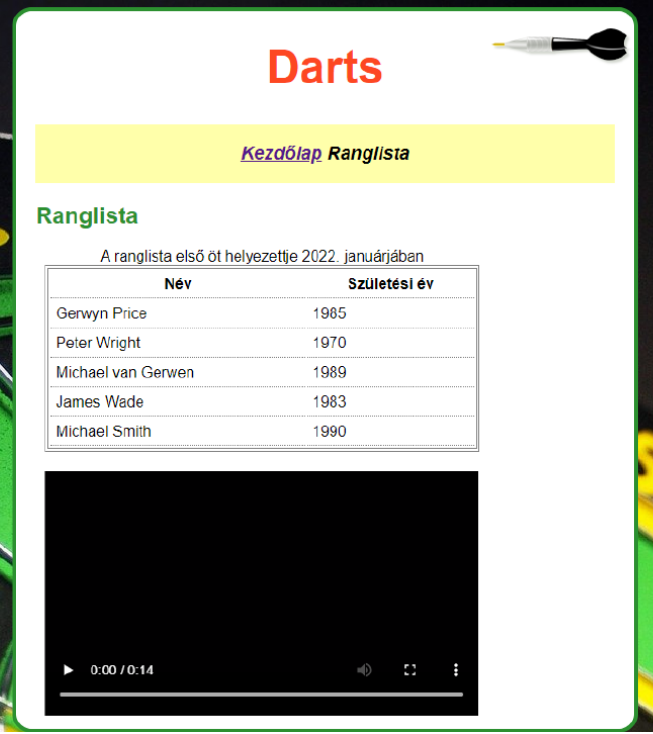 Darts
Kezdőlap Ranglista
Ranglista
A ranglista első öt helyezettje 2022. januárjában
Név Születési év
Gerwyn Price 1985
Peter Wright 1970
Michael van Gerwen 1989
James Wade 1983
Michael Smith 1990
0:00 / 0:14